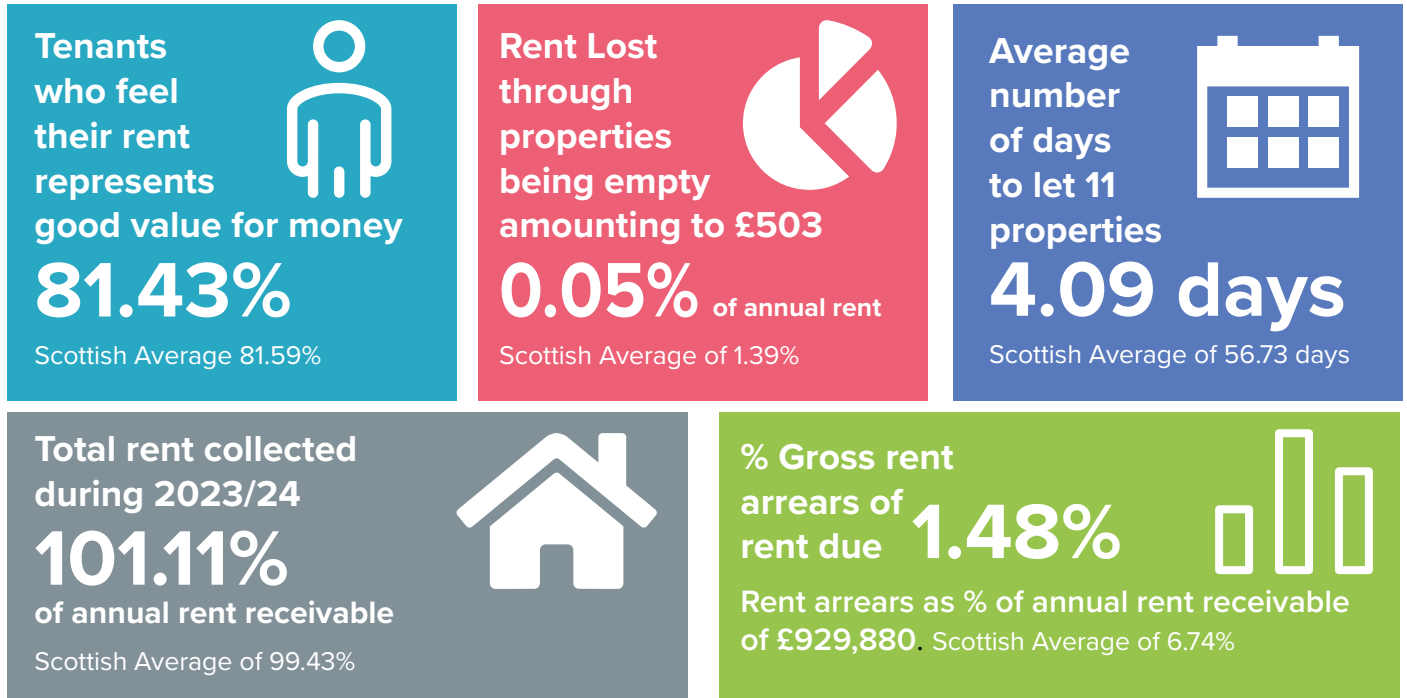 Tenants
who feel
their rent
represents
good value for money
81.43%
Scottish Average 81.59%
Rent Lost
through
properties
being empty
amounting to £503
0.05% of annual rent
Scottish Average of 1.39%
Average
number
of days
to let 11
properties
4.09 days
Scottish Average of 56.73 days
Total rent collected
during 2023/24
101.11%
of annual rent receivable
Scottish Average of 99.43%
% Gross rent
arrears of
rent due 1.48%
Rent arrears as % of annual rent receivable
of £929,880. Scottish Average of 6.74%